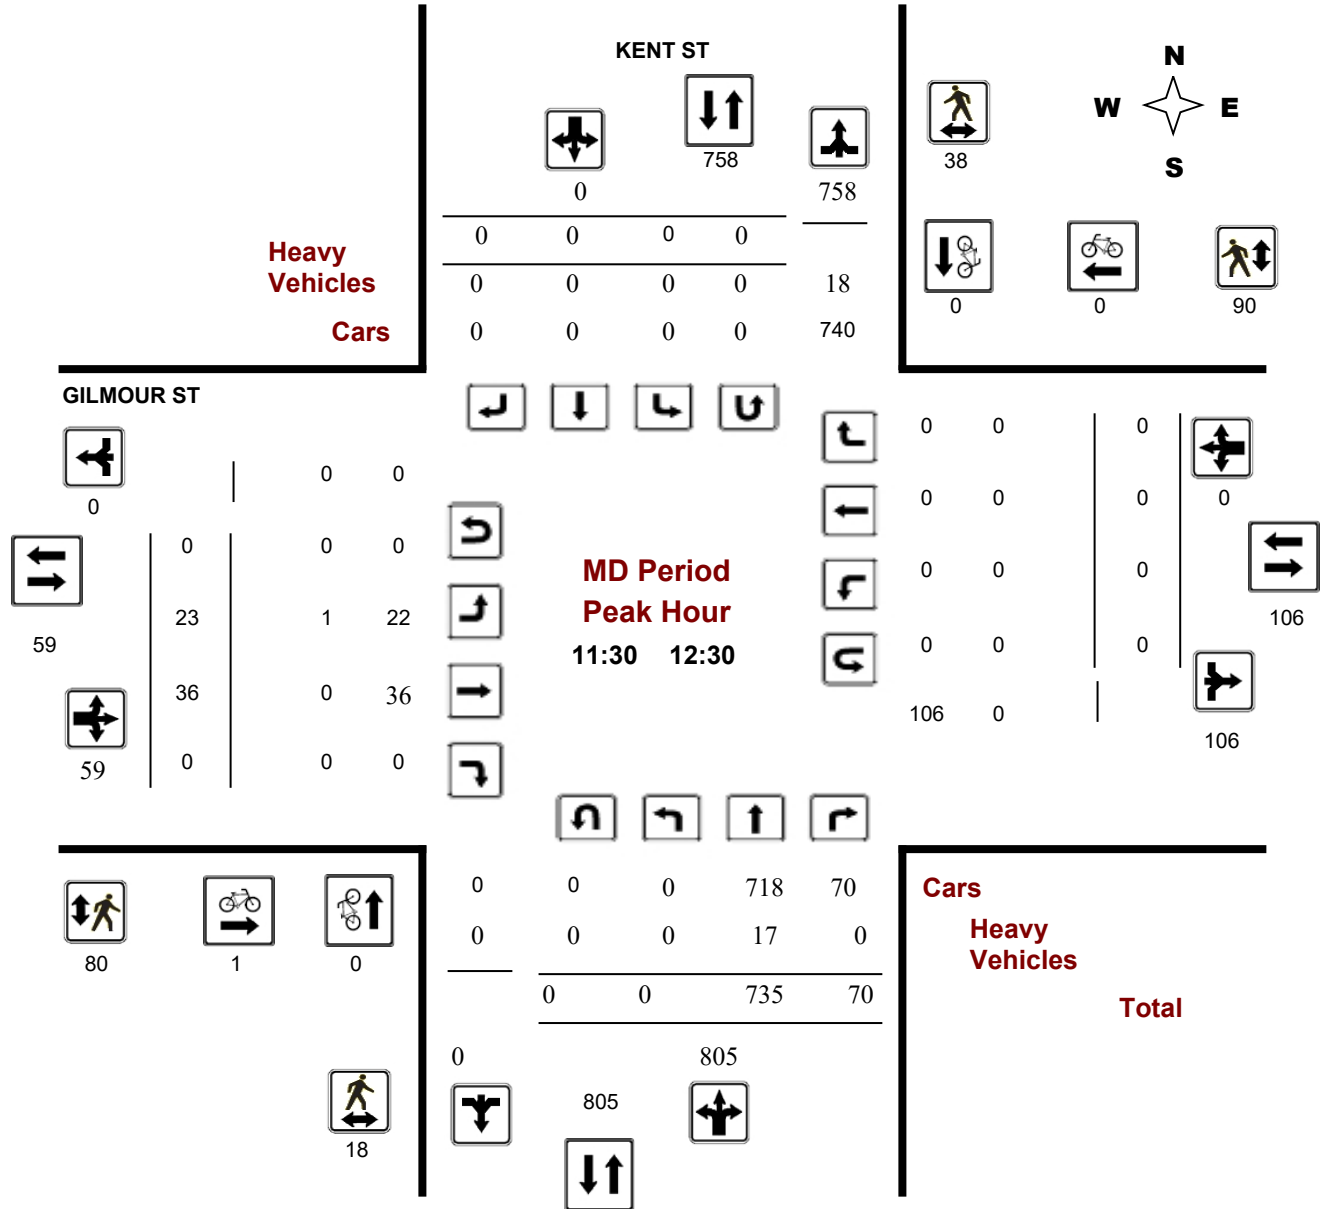 KENT ST
N
W E
S
758
38
0
758
0 0 0 0
Heavy
Vehicles
0 0 0 0 18
0 0 90
Cars
0 0 0 0 740
GILMOUR ST
0 0 0
0 0
0
0 0 0 0
0 0 0
MD Period
0 0 0
23 1 22
Peak Hour
106
59
11:30 12:30
0 0 0
36 0 36
106 0
106
59
0 0 0
0 0 0 718 70
Cars
0 0 0 17 0
Heavy
Vehicles
80 1 0
0 0 735 70
Total
0 805
805
18